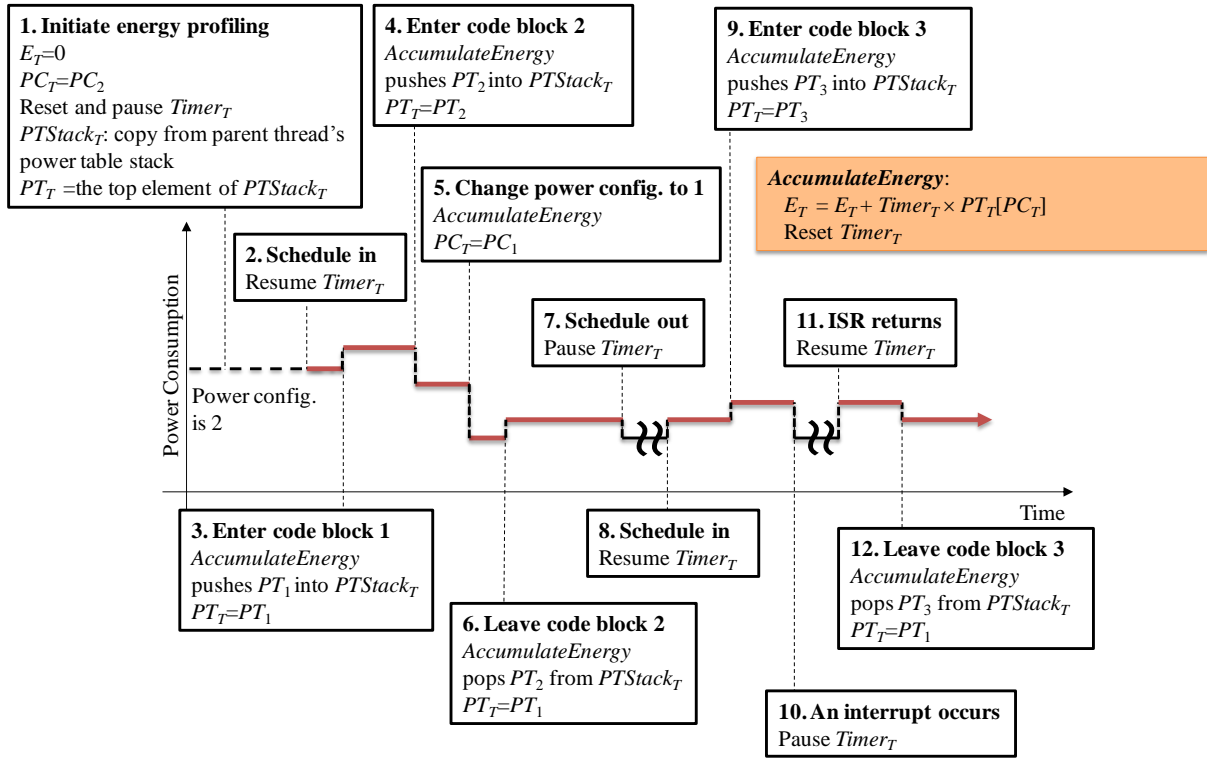 1. Initiate energy profiling
E_T=0
PC_T=PC_2
Reset and pause Timer_T
PTStack_T: copy from parent thread's
power table stack
PT_T =the top element of PTStack_T
4. Enter code block 2
AccumulateEnergy
pushes PT_2 into PTStack_T
PT_T=PT_2
9. Enter code block 3
AccumulateEnergy
pushes PT_3 into PTStack_T
PT_T=PT_3
5. Change power config. to 1
AccumulateEnergy
PC_T=PC_1
AccumulateEnergy:
E_T = E_T + Timer_T × PT_T[PC_T]
Reset Timer_T
2. Schedule in
Resume Timer_T
7. Schedule out
Pause Timer_T
11. ISR returns
Resume Timer_T
Power Consumption
Power config.
is 2
Time
3. Enter code block 1
AccumulateEnergy
pushes PT_1 into PTStack_T
PT_T=PT_1
8. Schedule in
Resume Timer_T
12. Leave code block 3
AccumulateEnergy
pops PT_3 from PTStack_T
PT_T=PT_1
6. Leave code block 2
AccumulateEnergy
pops PT_2 from PTStack_T
PT_T=PT_1
10. An interrupt occurs
Pause Timer_T